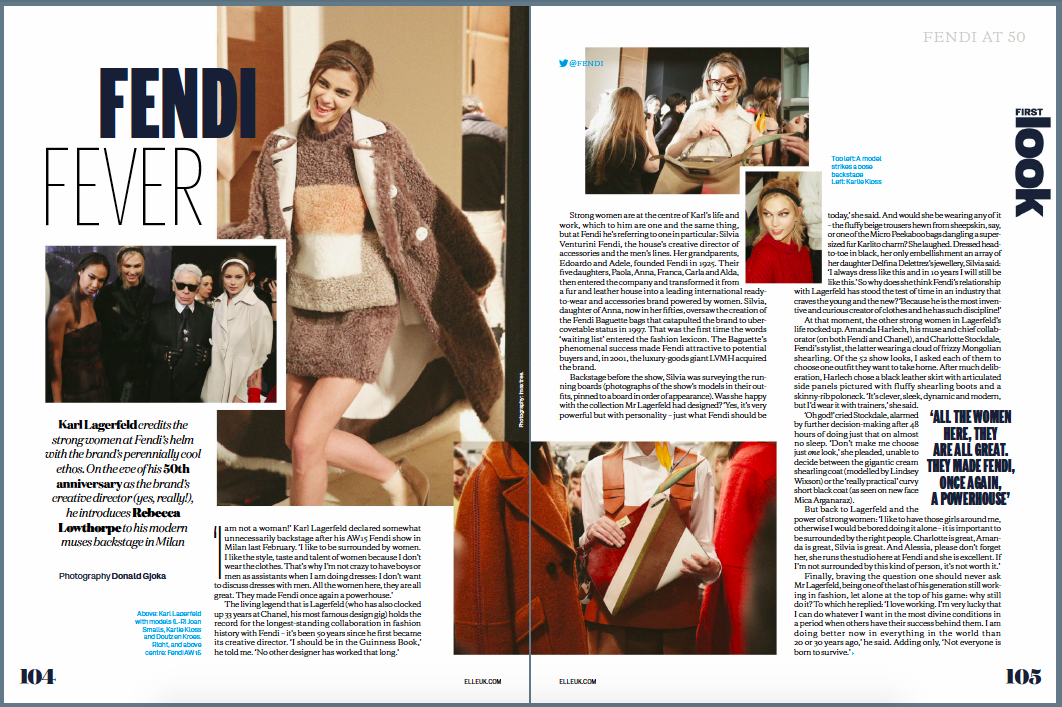 FENDI
FEVER
Karl Lagerfeld credits the
strong women at Fendi's helm
with the brand's perennially cool
ethos. On the eve of his 50th
anniversary as the brand's
creative director (yes, really!),
he introduces Rebecca
Lowthorpe to his modern
muses backstage in Milan
Photography Donald Gjoka
Above: Karl Lagerfeld
with models (L-R) Joan
Smalls, Karlie Kloss
and Doutzen Kroes.
Right, and above
centre: Fendi AW15
'I am not a woman!' Karl Lagerfeld declared somewhat
unnecessarily backstage after his AW15 Fendi show in
Milan last February. 'I like to be surrounded by women.
I like the style, taste and talent of women because I don't
wear the clothes. That's why I'm not crazy to have boys or
men as assistants when I am doing dresses: I don't want
to discuss dresses with men. All the women here, they are all
great. They made Fendi once again a powerhouse.'
The living legend that is Lagerfeld (who has also clocked
up 33 years at Chanel, his most famous design gig) holds the
record for the longest-standing collaboration in fashion
history with Fendi – it's been 50 years since he first became
its creative director. 'I should be in the Guinness Book,'
he told me. 'No other designer has worked that long.'
Photography: Imaxtree.
104
ELLEUK.COM
@FENDI
FENDI AT 50
FIRST
look
Top left: A model
strikes a pose
backstage
Left: Karlie Kloss
Strong women are at the centre of Karl's life and
work, which to him are one and the same thing,
but at Fendi he's referring to one in particular: Silvia
Venturini Fendi, the house's creative director of
accessories and the men's lines. Her grandparents,
Edoardo and Adele, founded Fendi in 1925. Their
five daughters, Paola, Anna, Franca, Carla and Alda,
then entered the company and transformed it from
a fur and leather house into a leading international ready-
to-wear and accessories brand powered by women. Silvia,
daughter of Anna, now in her fifties, oversaw the creation of
the Fendi Baguette bags that catapulted the brand to uber-
covetable status in 1997. That was the first time the words
'waiting list' entered the fashion lexicon. The Baguette's
phenomenal success made Fendi attractive to potential
buyers and, in 2001, the luxury-goods giant LVMH acquired
the brand.
Backstage before the show, Silvia was surveying the run-
ning boards (photographs of the show's models in their out-
fits, pinned to a board in order of appearance). Was she happy
with the collection Mr Lagerfeld had designed? 'Yes, it's very
powerful but with personality – just what Fendi should be
today,' she said. And would she be wearing any of it
– the fluffy beige trousers hewn from sheepskin, say,
or one of the Micro Peekaboo bags dangling a super-
sized fur Karlito charm? She laughed. Dressed head-
to-toe in black, her only embellishment an array of
her daughter Delfina Delettrez's jewellery, Silvia said:
'I always dress like this and in 10 years I will still be
like this.' So why does she think Fendi's relationship
with Lagerfeld has stood the test of time in an industry that
craves the young and the new? 'Because he is the most inven-
tive and curious creator of clothes and he has such discipline!'
At that moment, the other strong women in Lagerfeld's
life rocked up. Amanda Harlech, his muse and chief collab-
orator (on both Fendi and Chanel), and Charlotte Stockdale,
Fendi's stylist, the latter wearing a cloud of frizzy Mongolian
shearling. Of the 52 show looks, I asked each of them to
choose one outfit they want to take home. After much delib-
eration, Harlech chose a black leather skirt with articulated
side panels pictured with fluffy shearling boots and a
skinny-rib poloneck. 'It's clever, sleek, dynamic and modern,
but I'd wear it with trainers,' she said.
'Oh god!' cried Stockdale, alarmed
by further decision-making after 48
hours of doing just that on almost
no sleep. 'Don't make me choose
just one look,' she pleaded, unable to
decide between the gigantic cream
shearling coat (modelled by Lindsey
Wixson) or the 'really practical' curvy
short black coat (as seen on new face
Mica Arganaraz).
But back to Lagerfeld and the
power of strong women: 'I like to have those girls around me,
otherwise I would be bored doing it alone – it is important to
be surrounded by the right people. Charlotte is great, Aman-
da is great, Silvia is great. And Alessia, please don't forget
her, she runs the studio here at Fendi and she is excellent. If
I'm not surrounded by this kind of person, it's not worth it.'
Finally, braving the question one should never ask
Mr Lagerfeld, being one of the last of his generation still work-
ing in fashion, let alone at the top of his game: why still
do it? To which he replied: 'I love working. I'm very lucky that
I can do whatever I want in the most divine conditions in
a period when others have their success behind them. I am
doing better now in everything in the world than
20 or 30 years ago,' he said. Adding only, 'Not everyone is
born to survive.'
'ALL THE WOMEN
HERE, THEY
ARE ALL GREAT.
THEY MADE FENDI,
ONCE AGAIN,
A POWERHOUSE'
ELLEUK.COM
105